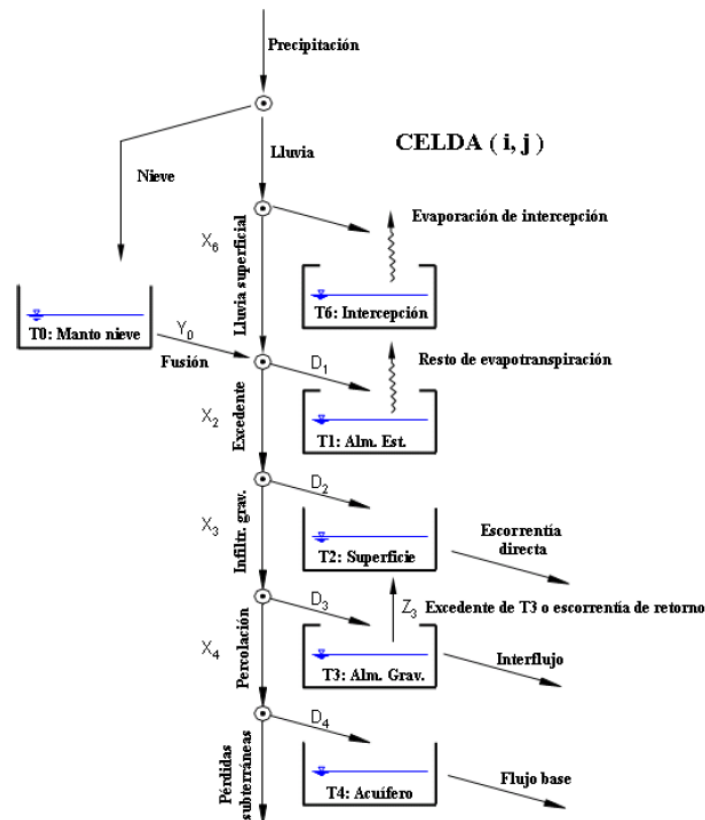 Precipitación
CELDA ( i, j )
Lluvia
Nieve
Evaporación de intercepción
X6
Lluvia superficial
T6: Intercepción
T0: Manto nieve
Y0
Fusión
D1
Resto de evapotranspiración
X2
Excedente
T1: Alm. Est.
D2
X3
Infiltr. grav.
T2: Superficie
Escorrentía
directa
D3
Z3
Excedente de T3 o escorrentía de retorno
X4
Percolación
T3: Alm. Grav.
Interflujo
D4
Pérdidas
subterráneas
T4: Acuífero
Flujo base